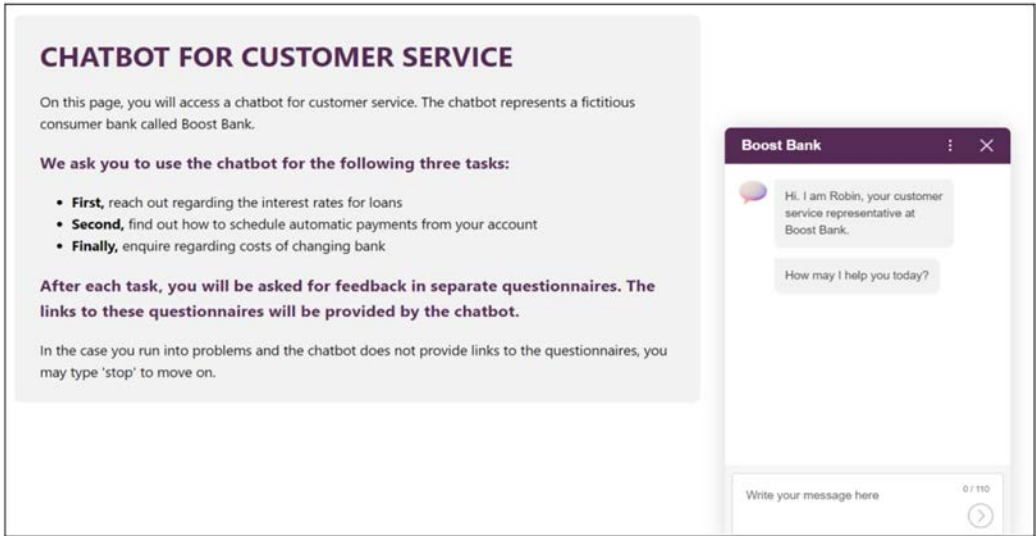 CHATBOT FOR CUSTOMER SERVICE
On this page, you will access a chatbot for customer service. The chatbot represents a fictitious
consumer bank called Boost Bank.
We ask you to use the chatbot for the following three tasks:
• First, reach out regarding the interest rates for loans
• Second, find out how to schedule automatic payments from your account
• Finally, enquire regarding costs of changing bank
After each task, you will be asked for feedback in separate questionnaires. The
links to these questionnaires will be provided by the chatbot.
In the case you run into problems and the chatbot does not provide links to the questionnaires, you
may type 'stop' to move on.
Boost Bank
Hi. I am Robin, your customer
service representative at
Boost Bank.
How may I help you today?
Write your message here
0 / 110